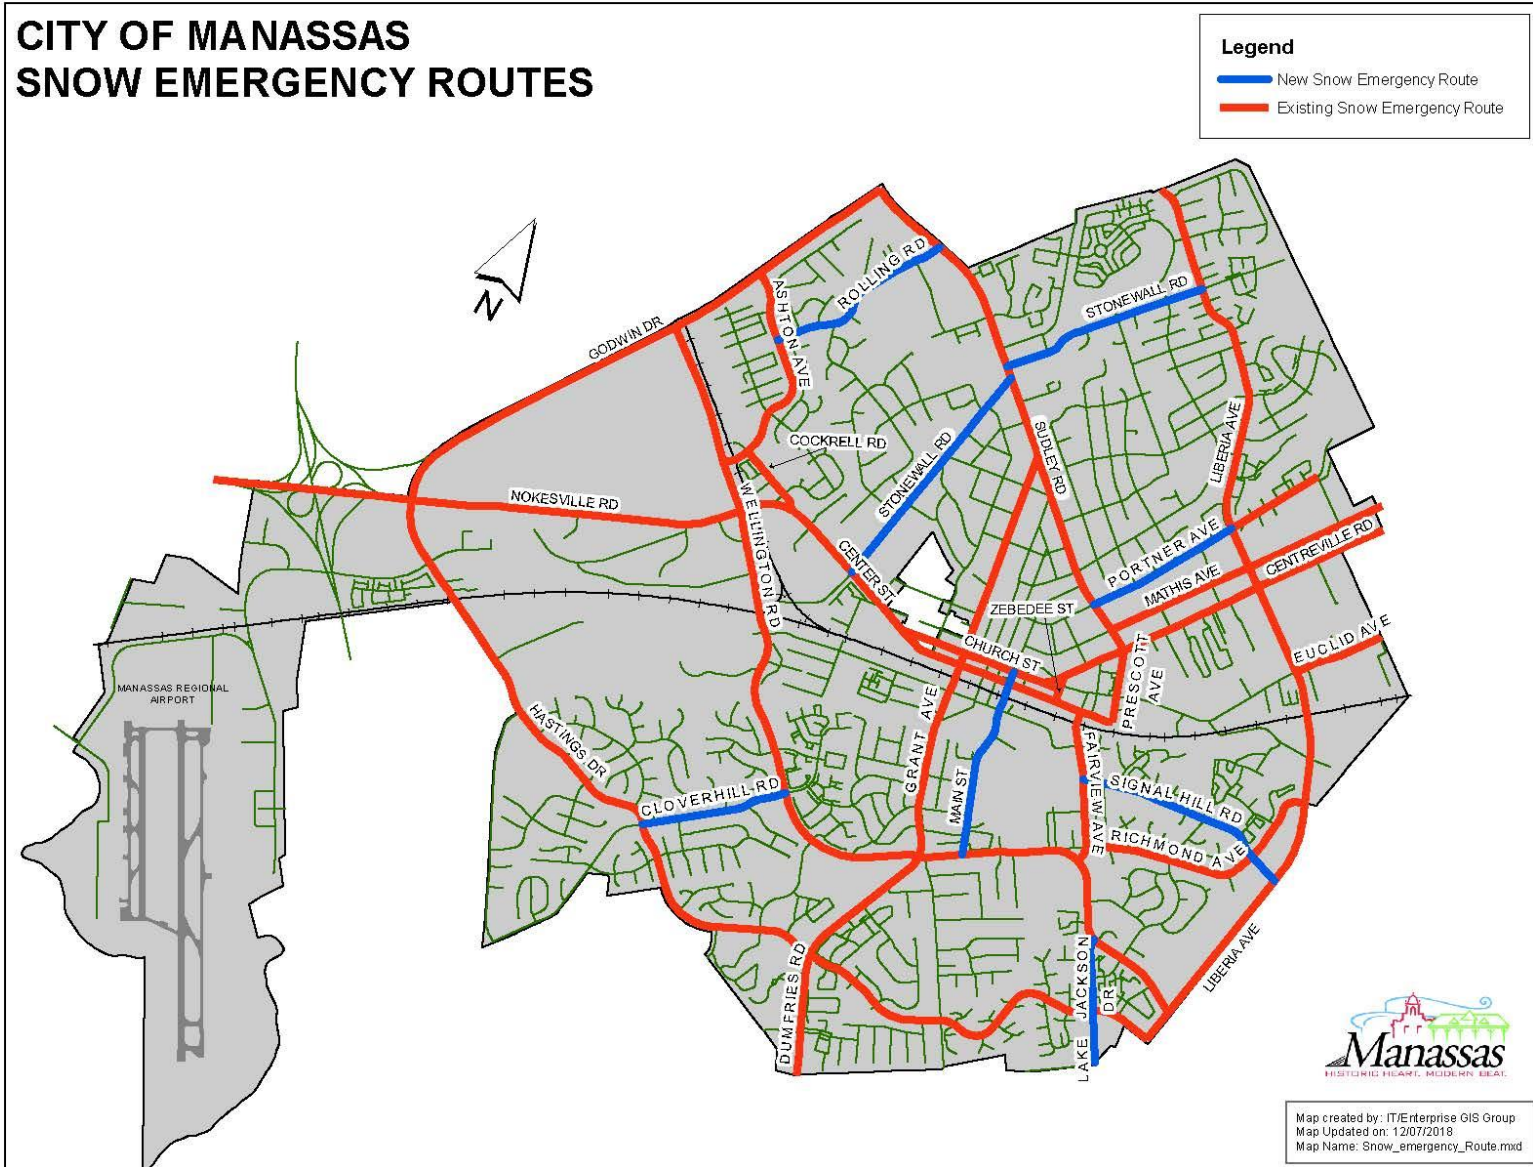 CITY OF MANASSAS
SNOW EMERGENCY ROUTES
Legend
New Snow Emergency Route
Existing Snow Emergency Route
N
GODWIN DR
ASHTON AVE
ROLLING RD
STONEWALL RD
COCKRELL RD
STONEWALL RD
SUDLEY RD
LIBERIA AVE
NOKESVILLE RD
WELLINGTON RD
CENTER ST
PORTNER AVE
MATHIS AVE
CENTREVILLE RD
ZEBEDEE ST
CHURCH ST
PRESCOTT
AVE
EUCLID AVE
MANASSAS REGIONAL
AIRPORT
HASTINGS DR
GRANT AVE
MAIN ST
FAIRVIEW AVE
CLOVERHILL RD
SIGNAL HILL RD
RICHMOND AVE
DUMFRIES RD
LAKE JACKSON
DR
LIBERIA AVE
Manassas
HISTORIC HEART. MODERN BEAT.
Map created by: IT/Enterprise GIS Group
Map Updated on: 12/07/2018
Map Name: Snow_emergency_Route.mxd